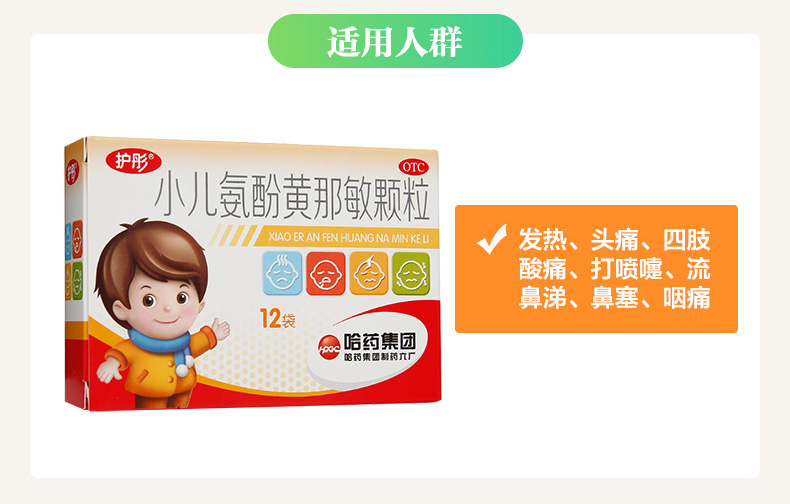 适用人群
护彤®
OTC
小儿氨酚黄那敏颗粒
XIAO ER AN FEN HUANG NA MIN KE LI
12袋
HPGC
哈药集团
哈药集团制药六厂
发热、头痛、四肢
酸痛、打喷嚏、流
鼻涕、鼻塞、咽痛
护彤®